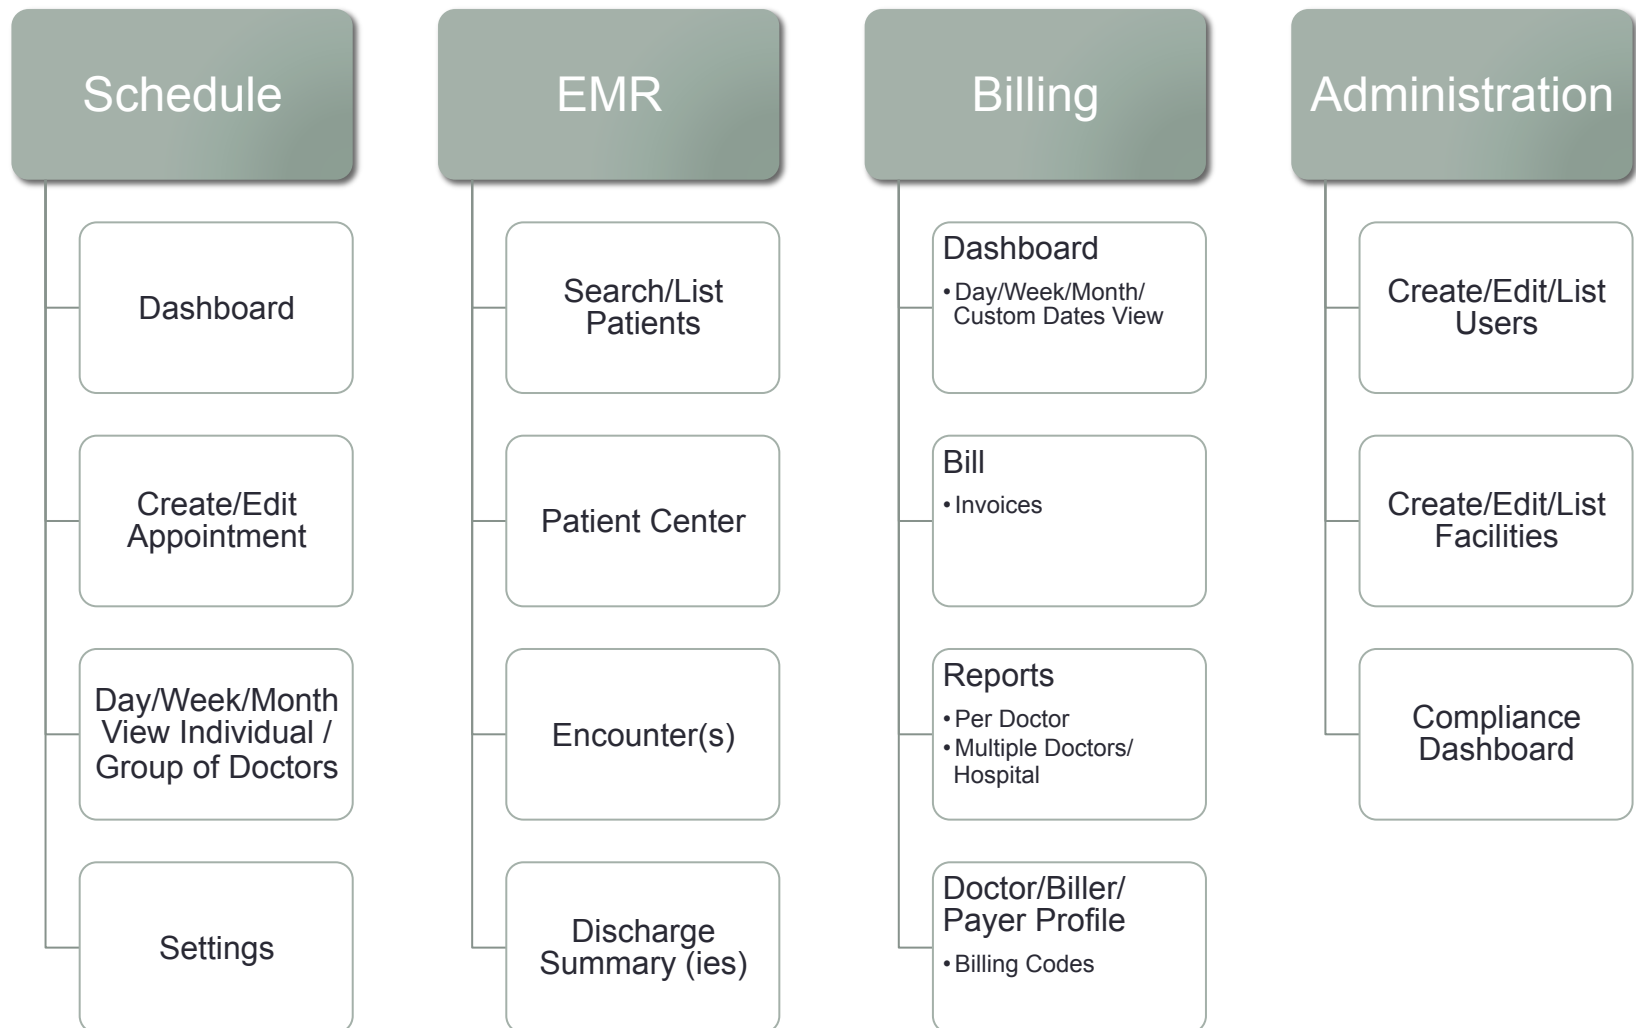 Schedule
Dashboard
Create/Edit
Appointment
Day/Week/Month
View Individual /
Group of Doctors
Settings
EMR
Search/List
Patients
Patient Center
Encounter(s)
Discharge
Summary (ies)
Billing
Dashboard
• Day/Week/Month/
Custom Dates View
Bill
• Invoices
Reports
• Per Doctor
• Multiple Doctors/
Hospital
Doctor/Biller/
Payer Profile
• Billing Codes
Administration
Create/Edit/List
Users
Create/Edit/List
Facilities
Compliance
Dashboard